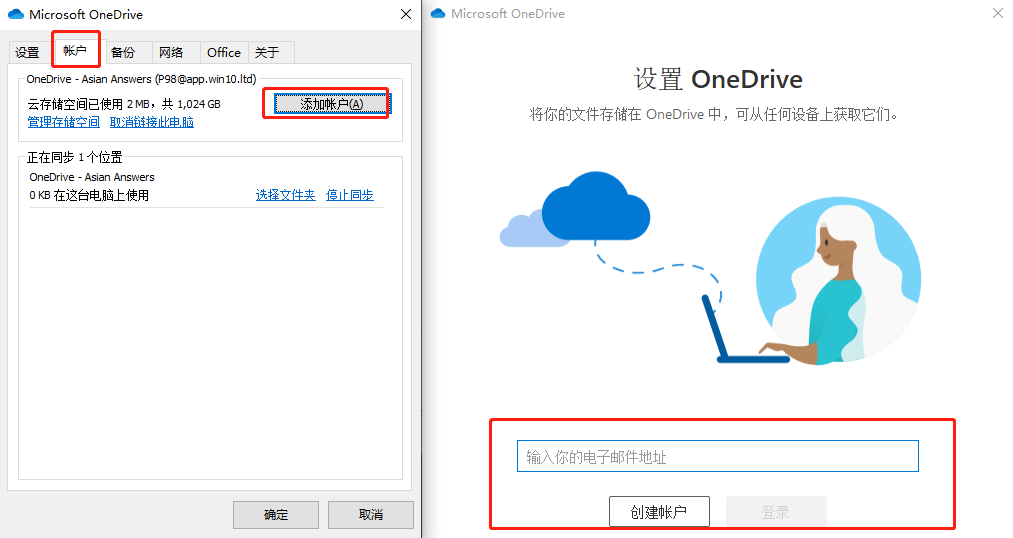 Microsoft OneDrive
设置 帐户 备份 网络 Office 关于
OneDrive - Asian Answers (P98@app.win10.ltd)
云存储空间已使用 2 MB，共 1,024 GB
添加帐户(A)
管理存储空间 取消链接此电脑
正在同步 1 个位置
OneDrive - Asian Answers
0 KB 在这台电脑上使用
选择文件夹 停止同步
确定 取消
Microsoft OneDrive
设置 OneDrive
将你的文件存储在 OneDrive 中，可从任何设备上获取它们。
输入你的电子邮件地址
创建帐户 登录